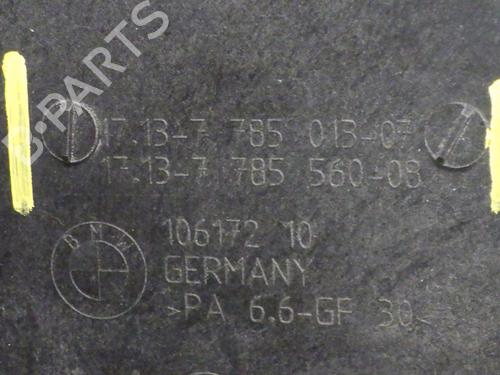 B-PARTS
17.13-7 785 013-07
17.13-7 785 560-08
BMW
106172 10
GERMANY
>PA 6.6-GF 30<